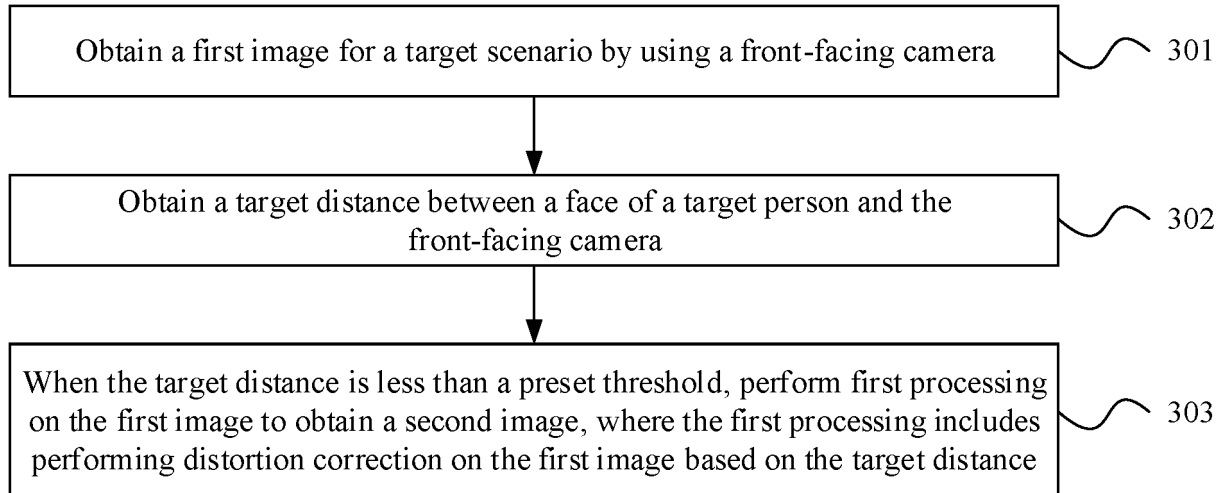 Obtain a first image for a target scenario by using a front-facing camera
301
Obtain a target distance between a face of a target person and the
front-facing camera
302
When the target distance is less than a preset threshold, perform first processing
on the first image to obtain a second image, where the first processing includes
performing distortion correction on the first image based on the target distance
303